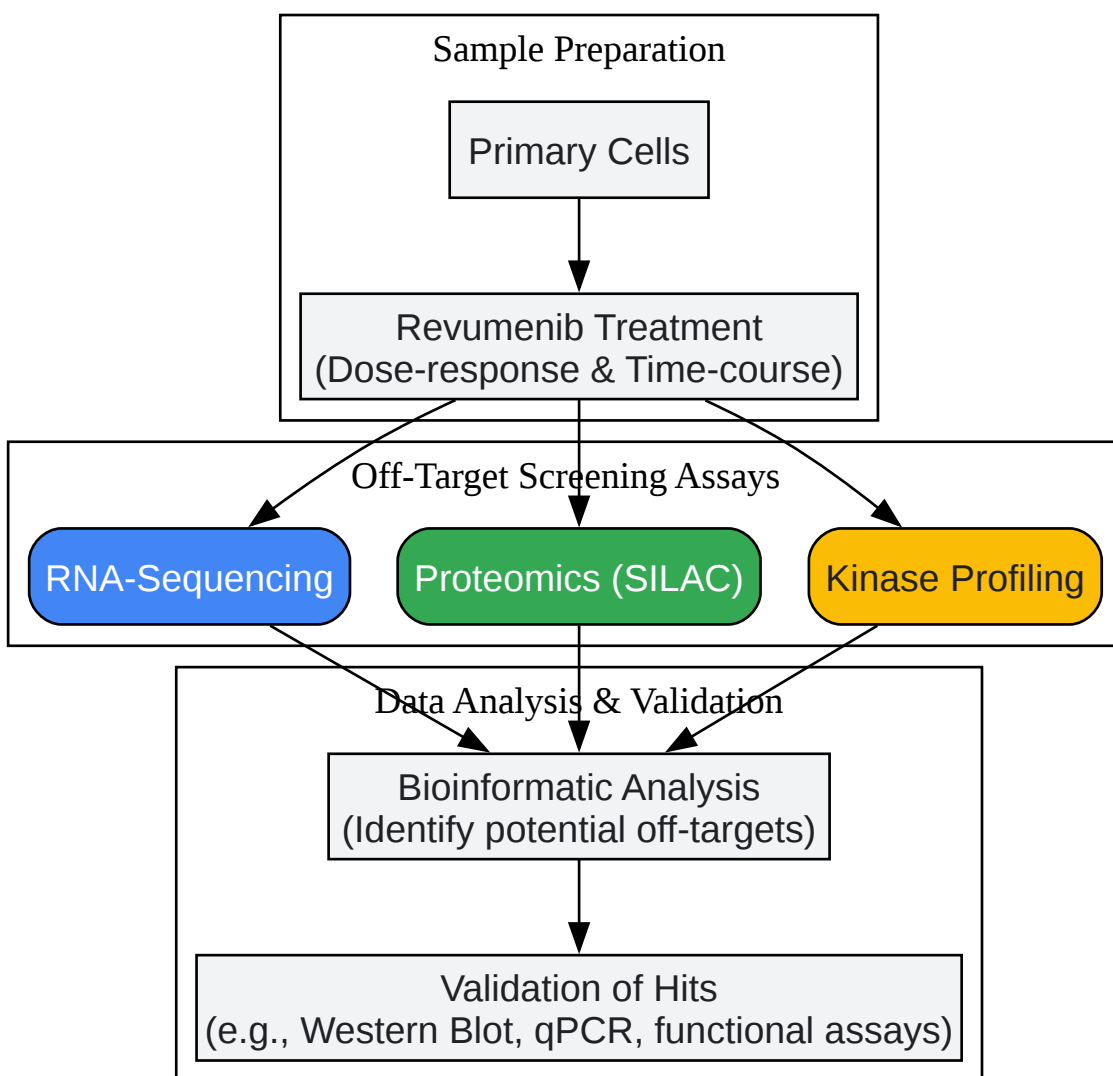 Sample Preparation
Primary Cells
Revumenib Treatment
(Dose-response & Time-course)
Off-Target Screening Assays
RNA-Sequencing
Proteomics (SILAC)
Kinase Profiling
Data Analysis & Validation
Bioinformatic Analysis
(Identify potential off-targets)
Validation of Hits
(e.g., Western Blot, qPCR, functional assays)